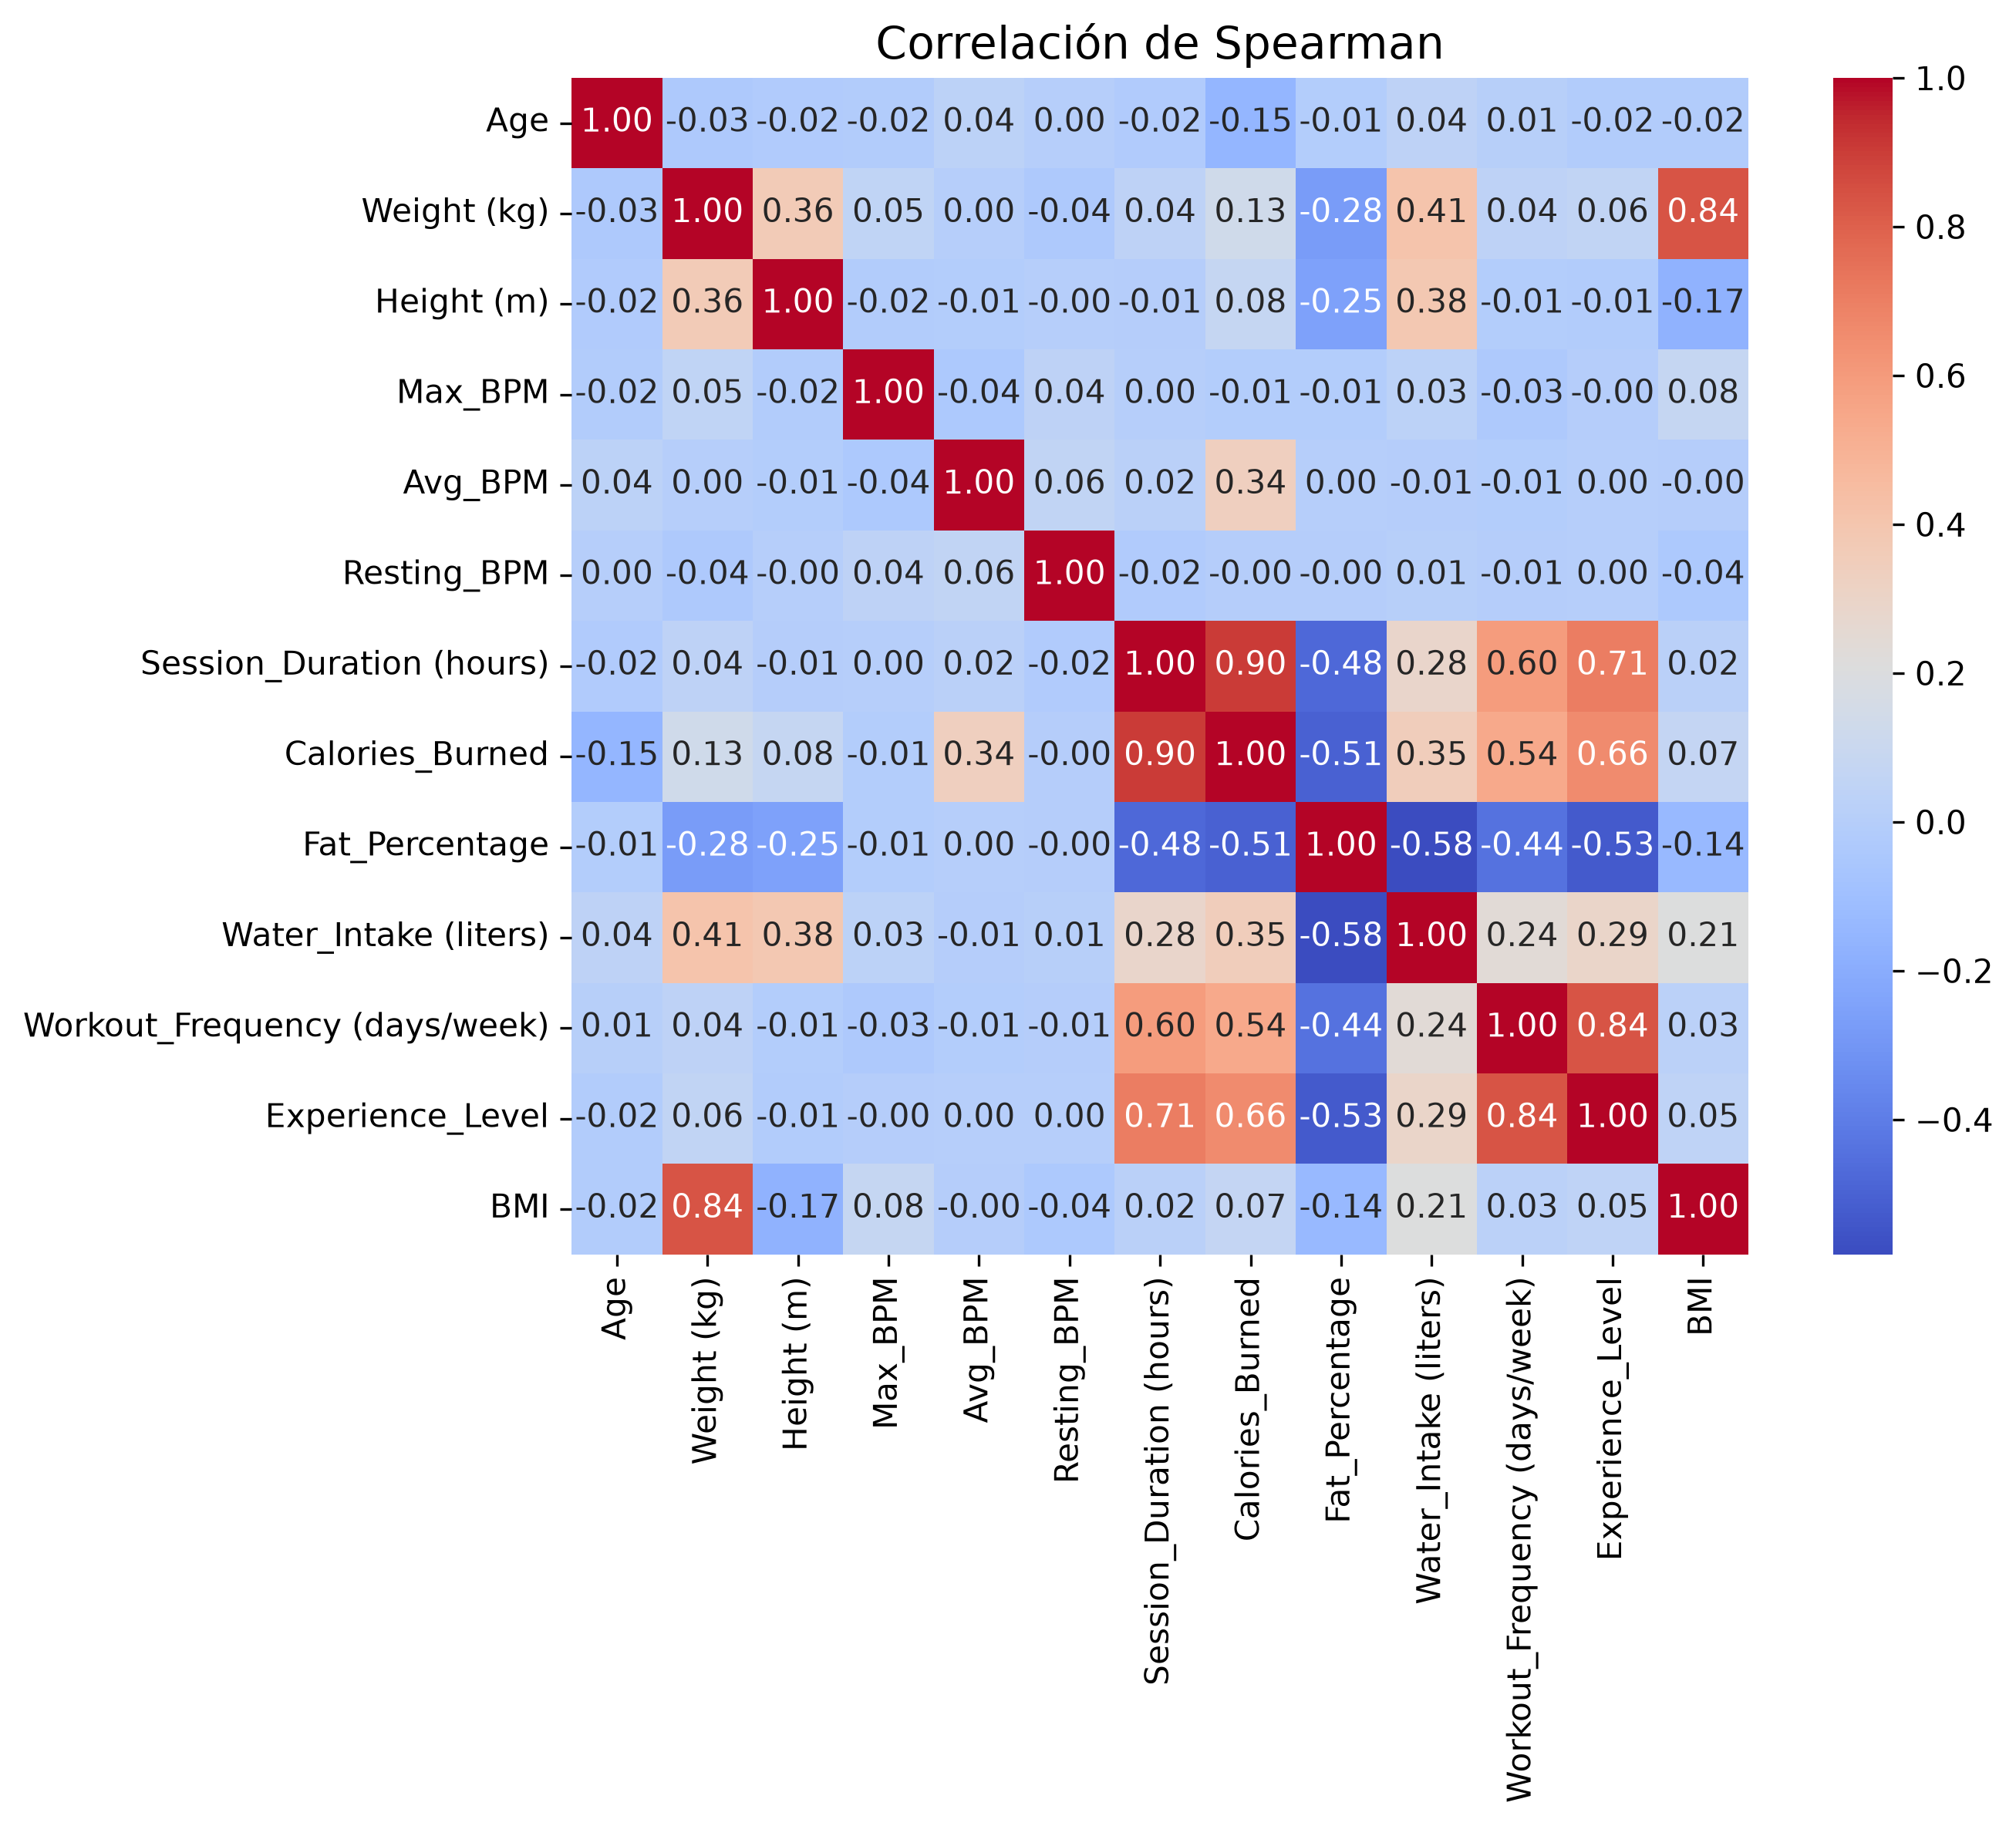 Correlación de Spearman
Age 1.00 -0.03 -0.02 -0.02 0.04 0.00 -0.02 -0.15 -0.01 0.04 0.01 -0.02 -0.02
Weight (kg) -0.03 1.00 0.36 0.05 0.00 -0.04 0.04 0.13 -0.28 0.41 0.04 0.06 0.84
Height (m) -0.02 0.36 1.00 -0.02 -0.01 -0.00 -0.01 0.08 -0.25 0.38 -0.01 -0.01 -0.17
Max_BPM -0.02 0.05 -0.02 1.00 -0.04 0.04 0.00 -0.01 -0.01 0.03 -0.03 -0.00 0.08
Avg_BPM 0.04 0.00 -0.01 -0.04 1.00 0.06 0.02 0.34 0.00 -0.01 -0.01 0.00 -0.00
Resting_BPM 0.00 -0.04 -0.00 0.04 0.06 1.00 -0.02 -0.00 -0.00 0.01 -0.01 0.00 -0.04
Session_Duration (hours) -0.02 0.04 -0.01 0.00 0.02 -0.02 1.00 0.90 -0.48 0.28 0.60 0.71 0.02
Calories_Burned -0.15 0.13 0.08 -0.01 0.34 -0.00 0.90 1.00 -0.51 0.35 0.54 0.66 0.07
Fat_Percentage -0.01 -0.28 -0.25 -0.01 0.00 -0.00 -0.48 -0.51 1.00 -0.58 -0.44 -0.53 -0.14
Water_Intake (liters) 0.04 0.41 0.38 0.03 -0.01 0.01 0.28 0.35 -0.58 1.00 0.24 0.29 0.21
Workout_Frequency (days/week) 0.01 0.04 -0.01 -0.03 -0.01 -0.01 0.60 0.54 -0.44 0.24 1.00 0.84 0.03
Experience_Level -0.02 0.06 -0.01 -0.00 0.00 0.00 0.71 0.66 -0.53 0.29 0.84 1.00 0.05
BMI -0.02 0.84 -0.17 0.08 -0.00 -0.04 0.02 0.07 -0.14 0.21 0.03 0.05 1.00
Age
Weight (kg)
Height (m)
Max_BPM
Avg_BPM
Resting_BPM
Session_Duration (hours)
Calories_Burned
Fat_Percentage
Water_Intake (liters)
Workout_Frequency (days/week)
Experience_Level
BMI
1.0
0.8
0.6
0.4
0.2
0.0
−0.2
−0.4